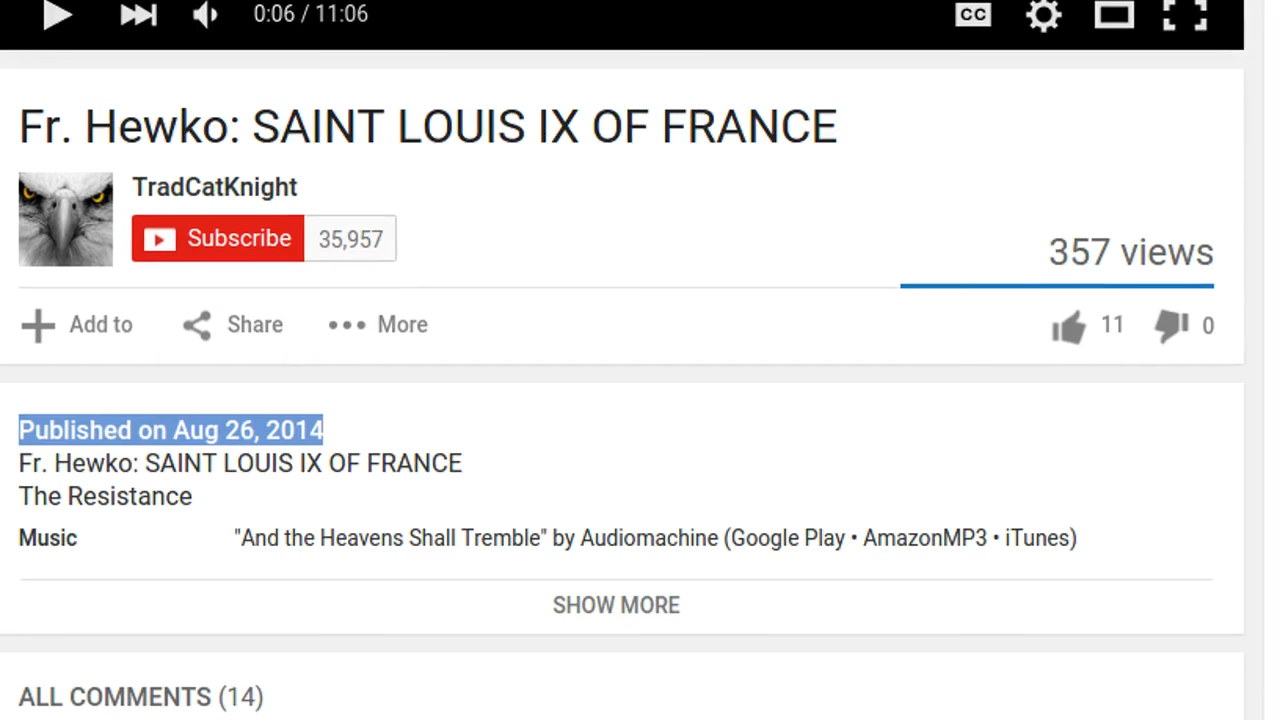 0:06 / 11:06
CC
Fr. Hewko: SAINT LOUIS IX OF FRANCE
TradCatKnight
Subscribe 35,957
357 views
Add to Share More 11 0
Published on Aug 26, 2014
Fr. Hewko: SAINT LOUIS IX OF FRANCE
The Resistance
Music "And the Heavens Shall Tremble" by Audiomachine (Google Play • AmazonMP3 • iTunes)
SHOW MORE
ALL COMMENTS (14)